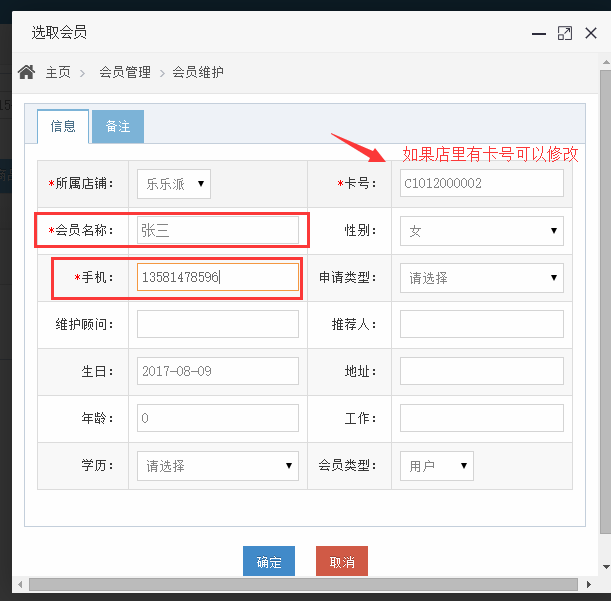 选取会员
主页 > 会员管理 > 会员维护
信息 备注
如果店里有卡号可以修改
*所属店铺： 乐乐派 *卡号： C1012000002
*会员名称： 张三 性别： 女
*手机： 13581478596 申请类型： 请选择
维护顾问： 推荐人：
生日： 2017-08-09 地址：
年龄： 0 工作：
学历： 请选择 会员类型： 用户
确定 取消